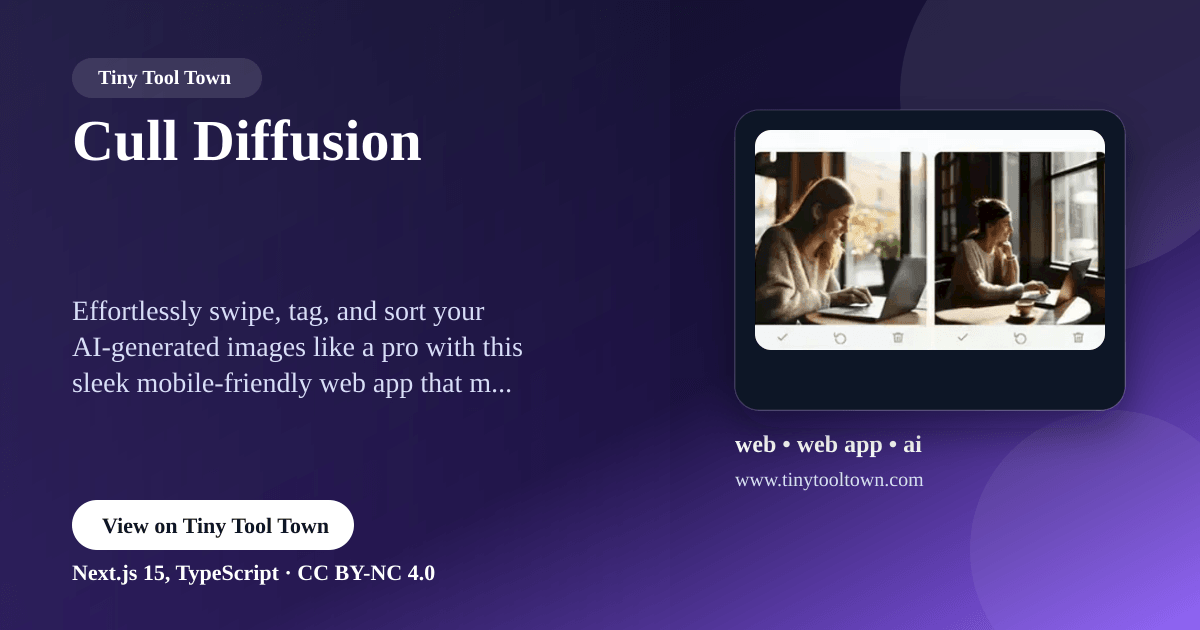 Tiny Tool Town
Cull Diffusion
Effortlessly swipe, tag, and sort your
AI-generated images like a pro with this
sleek mobile-friendly web app that m...
View on Tiny Tool Town
Next.js 15, TypeScript · CC BY-NC 4.0
web • web app • ai
www.tinytooltown.com